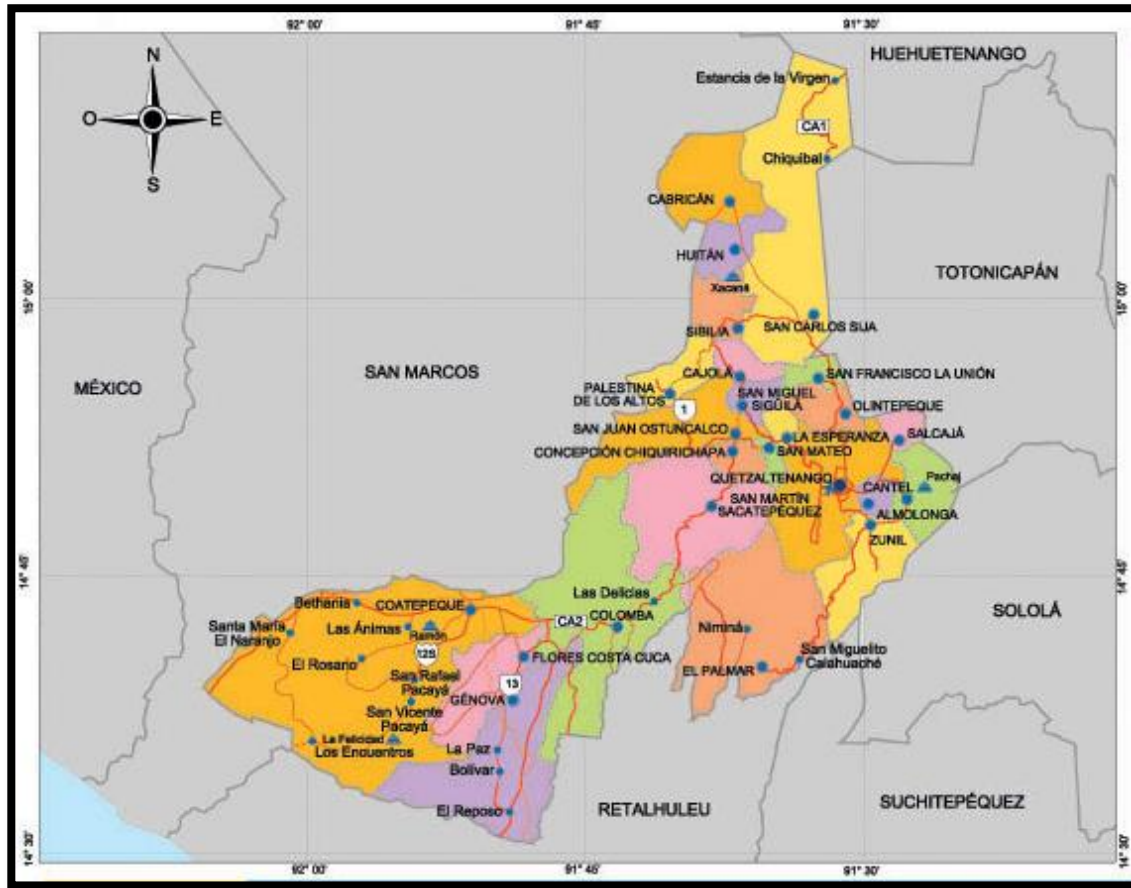 92° 00'
91° 45'
91° 30'
HUEHUETENANGO
N
O
E
S
Estancia de la Virgen
CA1
Chiquibal
CABRICÁN
HUITÁN
TOTONICAPÁN
Xacaná
15° 00'
15° 00'
SAN CARLOS SIJA
SIBILIA
SAN MARCOS
MÉXICO
CAJOLÁ
SAN FRANCISCO LA UNIÓN
PALESTINA
DE LOS ALTOS
SAN MIGUEL
SIGÜILÁ
1
OLINTEPEQUE
SAN JUAN OSTUNCALCO
LA ESPERANZA
SALCAJÁ
CONCEPCIÓN CHIQUIRICHAPA
SAN MATEO
QUETZALTENANGO
CANTEL
Pachaj
SAN MARTÍN
SACATEPÉQUEZ
ALMOLONGA
ZUNIL
14° 45'
14° 45'
Bethania
COATEPEQUE
Las Delicias
SOLOLÁ
Santa María
El Naranjo
Las Ánimas
Ramón
CA2
COLOMBA
Niminá
El Rosario
12S
FLORES COSTA CUCA
San Miguelito
Calahuaché
EL PALMAR
San Rafael
Pacayá
13
GÉNOVA
San Vicente
Pacayá
La Felicidad
Los Encuentros
La Paz
Bolívar
El Reposo
RETALHULEU
SUCHITEPÉQUEZ
14° 30'
14° 30'
92° 00'
91° 45'
91° 30'